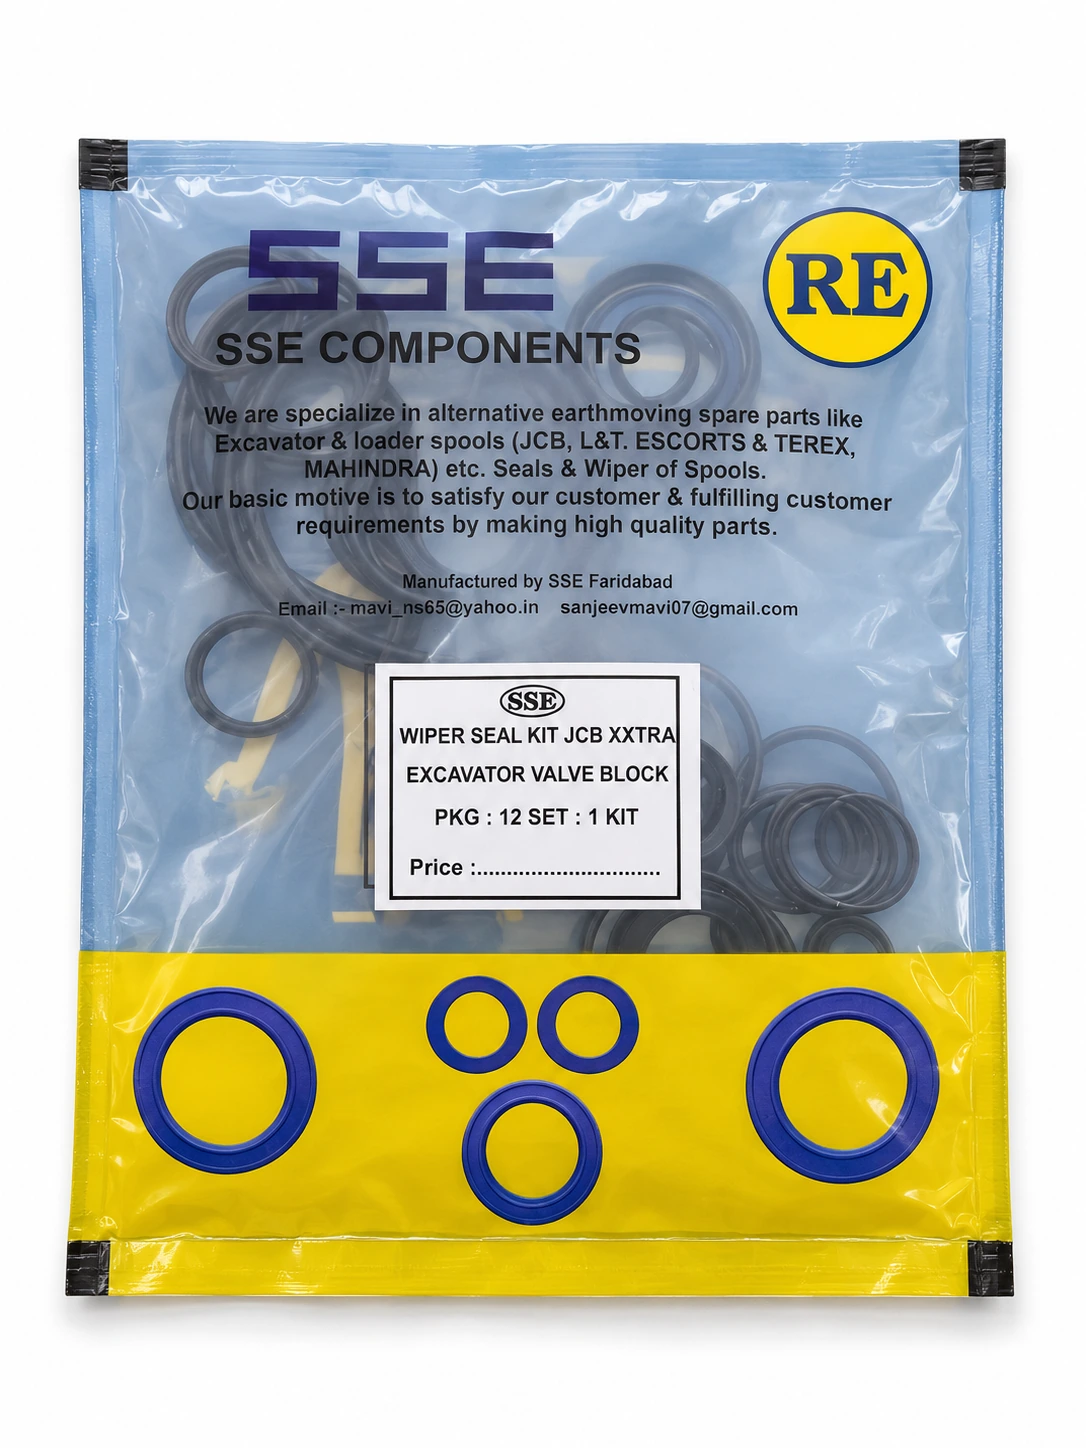 SSE
RE
SSE COMPONENTS
We are specialize in alternative earthmoving spare parts like
Excavator & loader spools (JCB, L&T. ESCORTS & TEREX,
MAHINDRA) etc. Seals & Wiper of Spools.
Our basic motive is to satisfy our customer & fulfilling customer
requirements by making high quality parts.
Manufactured by SSE Faridabad
Email :- mavi_ns65@yahoo.in sanjeevmavi07@gmail.com
SSE
WIPER SEAL KIT JCB XXTRA
EXCAVATOR VALVE BLOCK
PKG : 12 SET : 1 KIT
Price :...............................